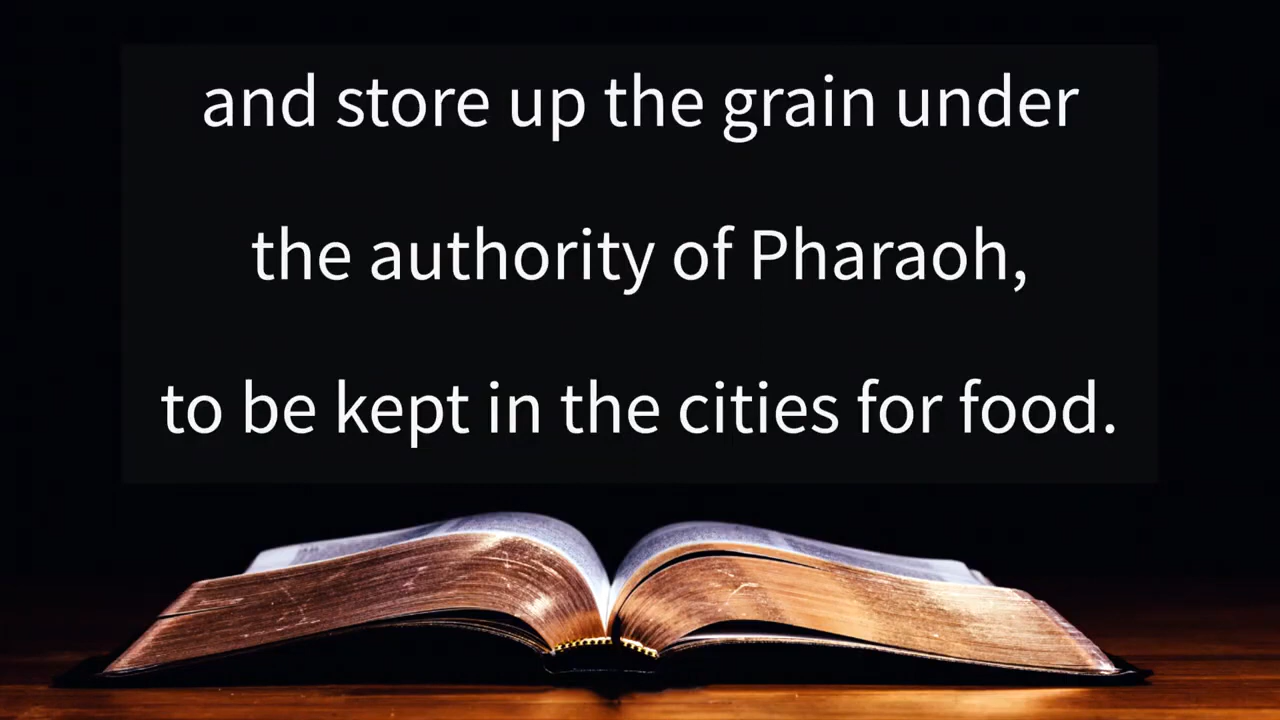 and store up the grain under
the authority of Pharaoh,
to be kept in the cities for food.